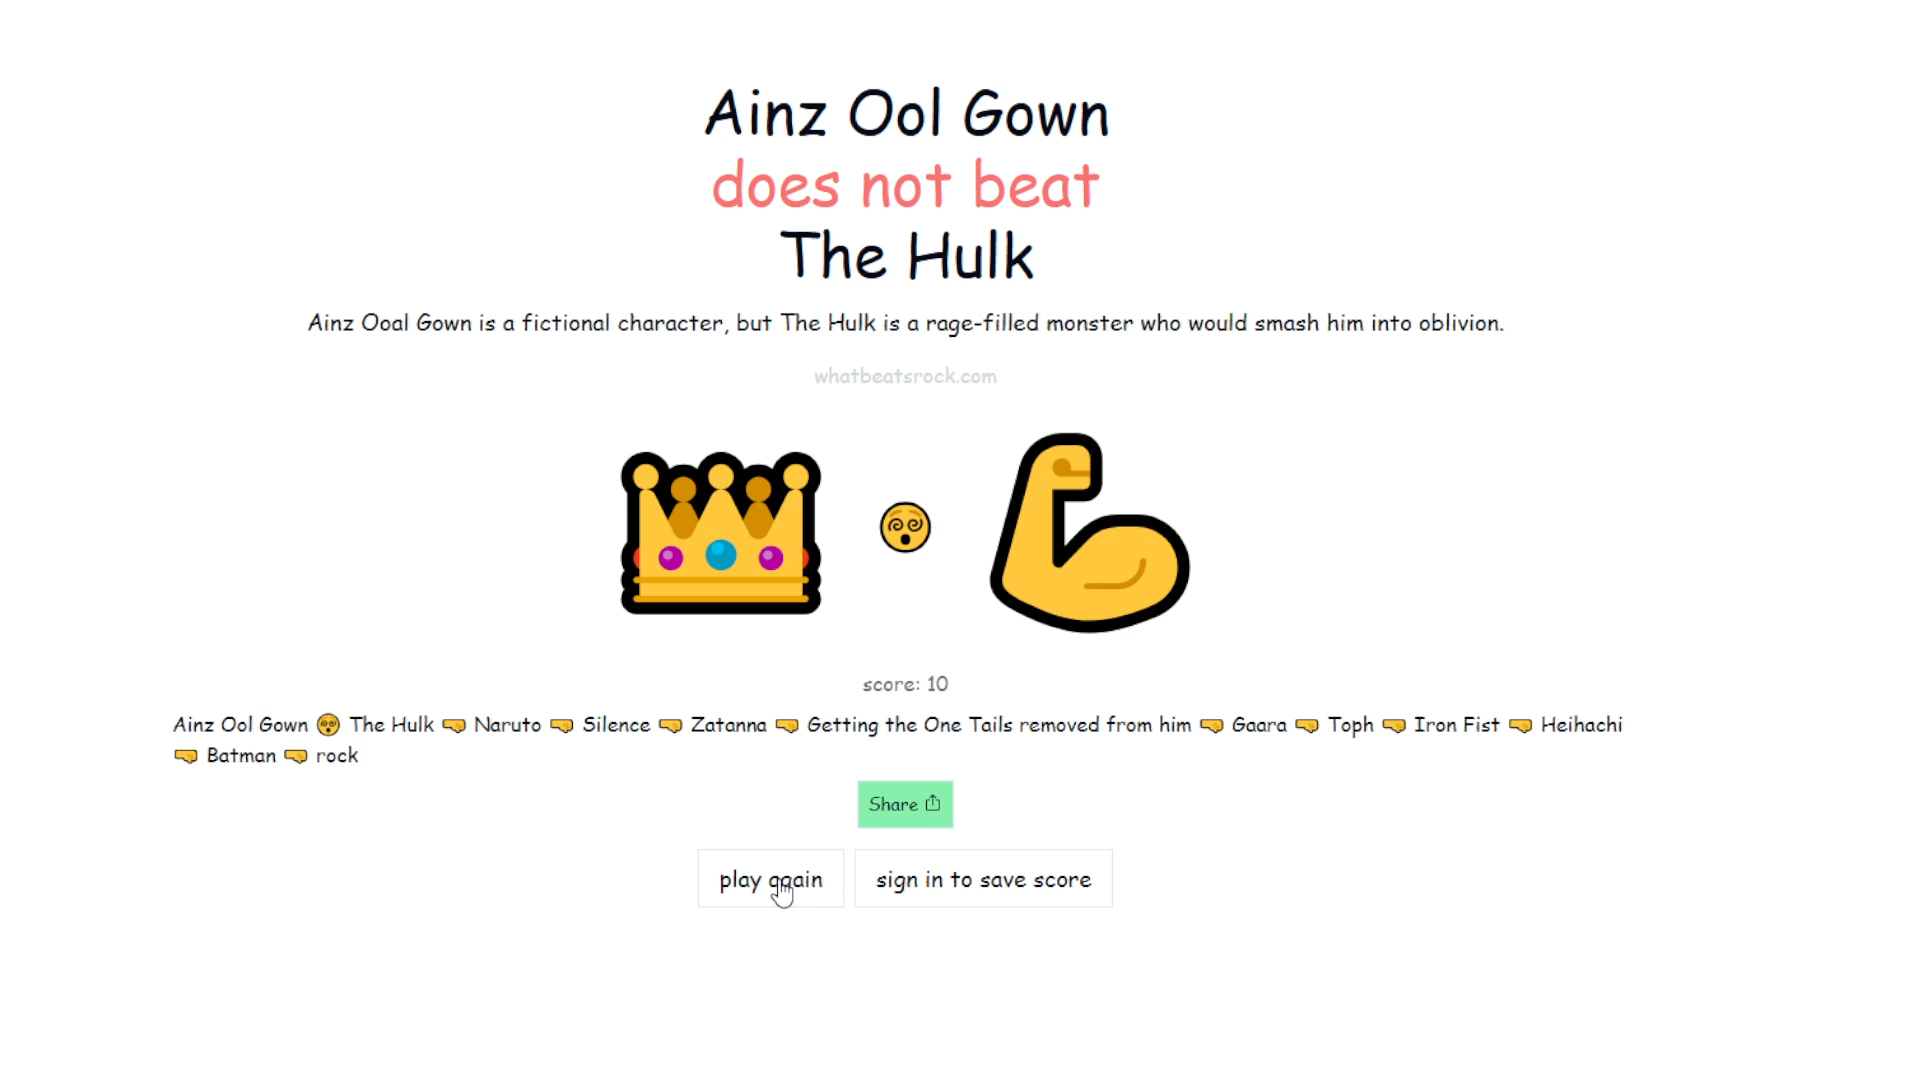 Ainz Ool Gown
does not beat
The Hulk
Ainz Ooal Gown is a fictional character, but The Hulk is a rage-filled monster who would smash him into oblivion.
whatbeatsrock.com
score: 10
Ainz Ool Gown 😵‍💫 The Hulk 🤜 Naruto 🤜 Silence 🤜 Zatanna 🤜 Getting the One Tails removed from him 🤜 Gaara 🤜 Toph 🤜 Iron Fist 🤜 Heihachi
🤜 Batman 🤜 rock
Share
play again
sign in to save score